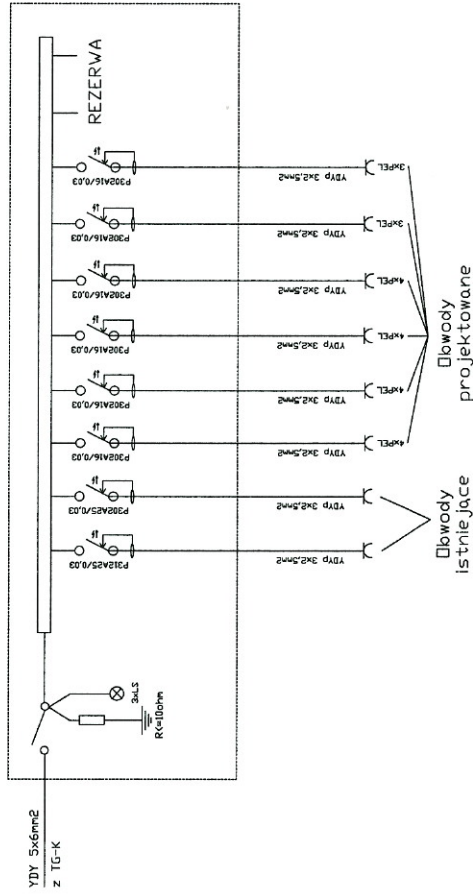 REZERWA
P302A16/0,03
P302A16/0,03
P302A16/0,03
P302A16/0,03
P302A16/0,03
P302A16/0,03
P302A25/0,03
P312A25/0,03
YDYp 3x2,5mm2
YDYp 3x2,5mm2
YDYp 3x2,5mm2
YDYp 3x2,5mm2
YDYp 3x2,5mm2
YDYp 3x2,5mm2
YDYp 3x2,5mm2
YDYp 3x2,5mm2
3xPEL
3xPEL
4xPEL
4xPEL
4xPEL
4xPEL
Obwody
projektowane
Obwody
istniejące
3xLS
R<=10ohm
YDY 5x6mm2
z TG-K